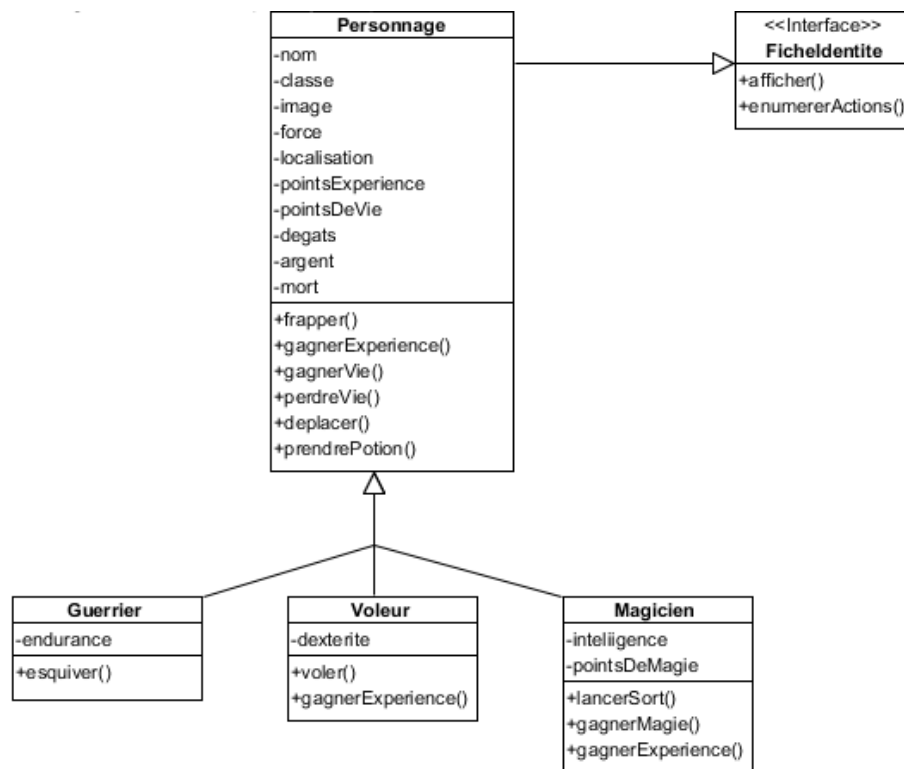 Personnage
-nom
-classe
-image
-force
-localisation
-pointsExperience
-pointsDeVie
-degats
-argent
-mort
+frapper()
+gagnerExperience()
+gagnerVie()
+perdreVie()
+deplacer()
+prendrePotion()
<<Interface>>
FicheIdentite
+afficher()
+enumererActions()
Guerrier
-endurance
+esquiver()
Voleur
-dexterite
+voler()
+gagnerExperience()
Magicien
-inteliigence
-pointsDeMagie
+lancerSort()
+gagnerMagie()
+gagnerExperience()